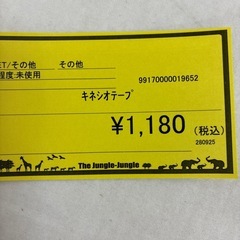 ET/その他 その他
程度:未使用
99170000019652
ｷﾈｼｵﾃｰﾌﾟ
¥1,180 (税込)
280925
The Jungle-Jungle